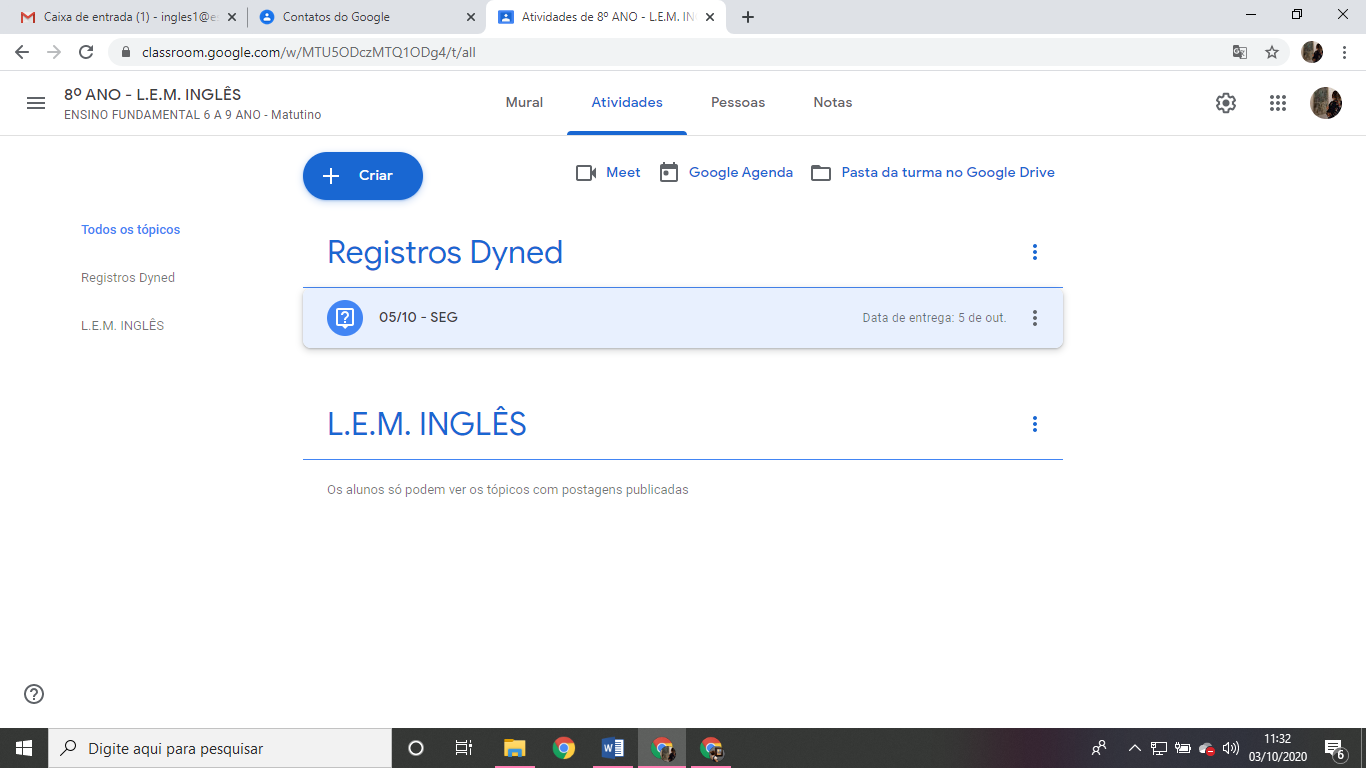 Caixa de entrada (1) - ingles1@es
Contatos do Google
Atividades de 8º ANO - L.E.M. IN
classroom.google.com/w/MTU5ODczMTQ1ODg4/t/all
8º ANO - L.E.M. INGLÊS
ENSINO FUNDAMENTAL 6 A 9 ANO - Matutino
Mural
Atividades
Pessoas
Notas
Criar
Meet
Google Agenda
Pasta da turma no Google Drive
Todos os tópicos
Registros Dyned
L.E.M. INGLÊS
Registros Dyned
05/10 - SEG
Data de entrega: 5 de out.
L.E.M. INGLÊS
Os alunos só podem ver os tópicos com postagens publicadas
Digite aqui para pesquisar
11:32
03/10/2020
6